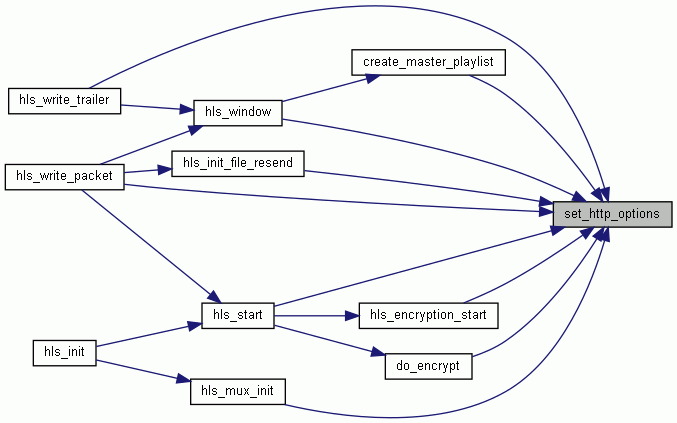 create_master_playlist
hls_write_trailer
hls_window
hls_init_file_resend
hls_write_packet
set_http_options
hls_start
hls_encryption_start
hls_init
do_encrypt
hls_mux_init